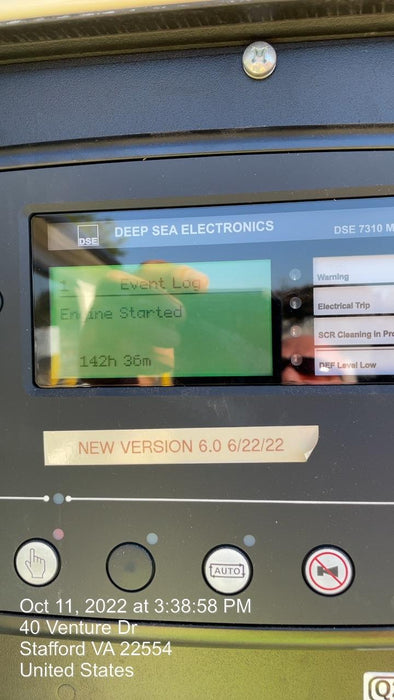 DSE
DEEP SEA ELECTRONICS
DSE 7310 M
1 Event Log
Engine Started
142h 36m
Warning
Electrical Trip
SCR Cleaning In Pro
DEF Level Low
NEW VERSION 6.0 6/22/22
AUTO
Oct 11, 2022 at 3:38:58 PM
40 Venture Dr
Stafford VA 22554
United States